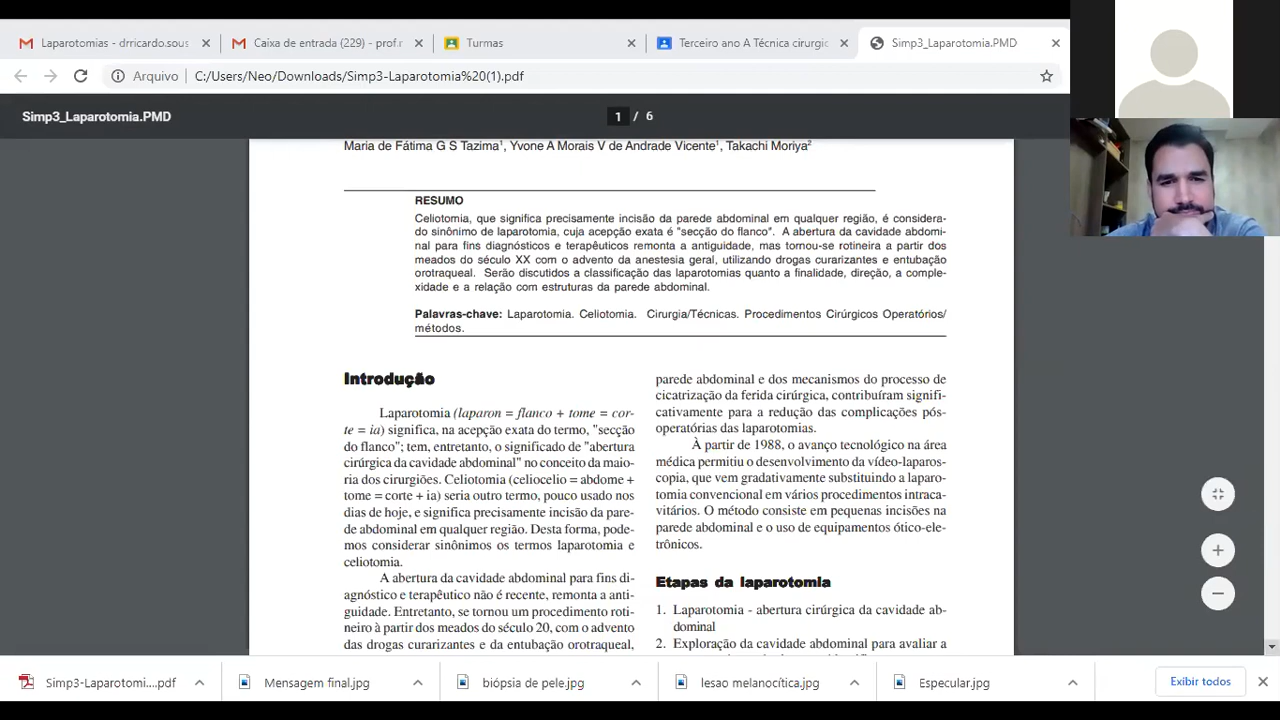 Laparotomias - drricardo.sous
Caixa de entrada (229) - prof.r
Turmas
Terceiro ano A Técnica cirurgic
Simp3_Laparotomia.PMD
Arquivo
C:/Users/Neo/Downloads/Simp3-Laparotomia%20(1).pdf
Simp3_Laparotomia.PMD
1 / 6
Maria de Fátima G S Tazima¹, Yvone A Morais V de Andrade Vicente¹, Takachi Moriya²
RESUMO
Celiotomia, que significa precisamente incisão da parede abdominal em qualquer região, é considera-
do sinônimo de laparotomia, cuja acepção exata é "secção do flanco". A abertura da cavidade abdomi-
nal para fins diagnósticos e terapêuticos remonta a antiguidade, mas tornou-se rotineira a partir dos
meados do século XX com o advento da anestesia geral, utilizando drogas curarizantes e entubação
orotraqueal. Serão discutidos a classificação das laparotomias quanto a finalidade, direção, a comple-
xidade e a relação com estruturas da parede abdominal.
Palavras-chave: Laparotomia. Celiotomia. Cirurgia/Técnicas. Procedimentos Cirúrgicos Operatórios/
métodos.
Introdução
Laparotomia (laparon = flanco + tome = cor-
te = ia) significa, na acepção exata do termo, "secção
do flanco"; tem, entretanto, o significado de "abertura
cirúrgica da cavidade abdominal" no conceito da maio-
ria dos cirurgiões. Celiotomia (celiocelio = abdome +
tome = corte + ia) seria outro termo, pouco usado nos
dias de hoje, e significa precisamente incisão da pare-
de abdominal em qualquer região. Desta forma, pode-
mos considerar sinônimos os termos laparotomia e
celiotomia.
A abertura da cavidade abdominal para fins di-
agnóstico e terapêutico não é recente, remonta a anti-
guidade. Entretanto, se tornou um procedimento roti-
neiro à partir dos meados do século 20, com o advento
das drogas curarizantes e da entubação orotraqueal,
parede abdominal e dos mecanismos do processo de
cicatrização da ferida cirúrgica, contribuíram signifi-
cativamente para a redução das complicações pós-
operatórias das laparotomias.
À partir de 1988, o avanço tecnológico na área
médica permitiu o desenvolvimento da vídeo-laparos-
copia, que vem gradativamente substituindo a laparo-
tomia convencional em vários procedimentos intraca-
vitários. O método consiste em pequenas incisões na
parede abdominal e o uso de equipamentos ótico-ele-
trônicos.
Etapas da laparotomia
1. Laparotomia - abertura cirúrgica da cavidade ab-
dominal
2. Exploração da cavidade abdominal para avaliar a
Simp3-Laparotomi....pdf
Mensagem final.jpg
biópsia de pele.jpg
lesao melanocítica.jpg
Especular.jpg
Exibir todos